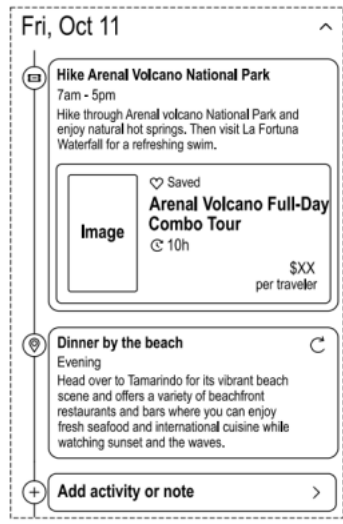 Fri, Oct 11
Hike Arenal Volcano National Park
7am - 5pm
Hike through Arenal volcano National Park and
enjoy natural hot springs. Then visit La Fortuna
Waterfall for a refreshing swim.
Image
Saved
Arenal Volcano Full-Day
Combo Tour
10h
$XX
per traveler
Dinner by the beach
Evening
Head over to Tamarindo for its vibrant beach
scene and offers a variety of beachfront
restaurants and bars where you can enjoy
fresh seafood and international cuisine while
watching sunset and the waves.
Add activity or note